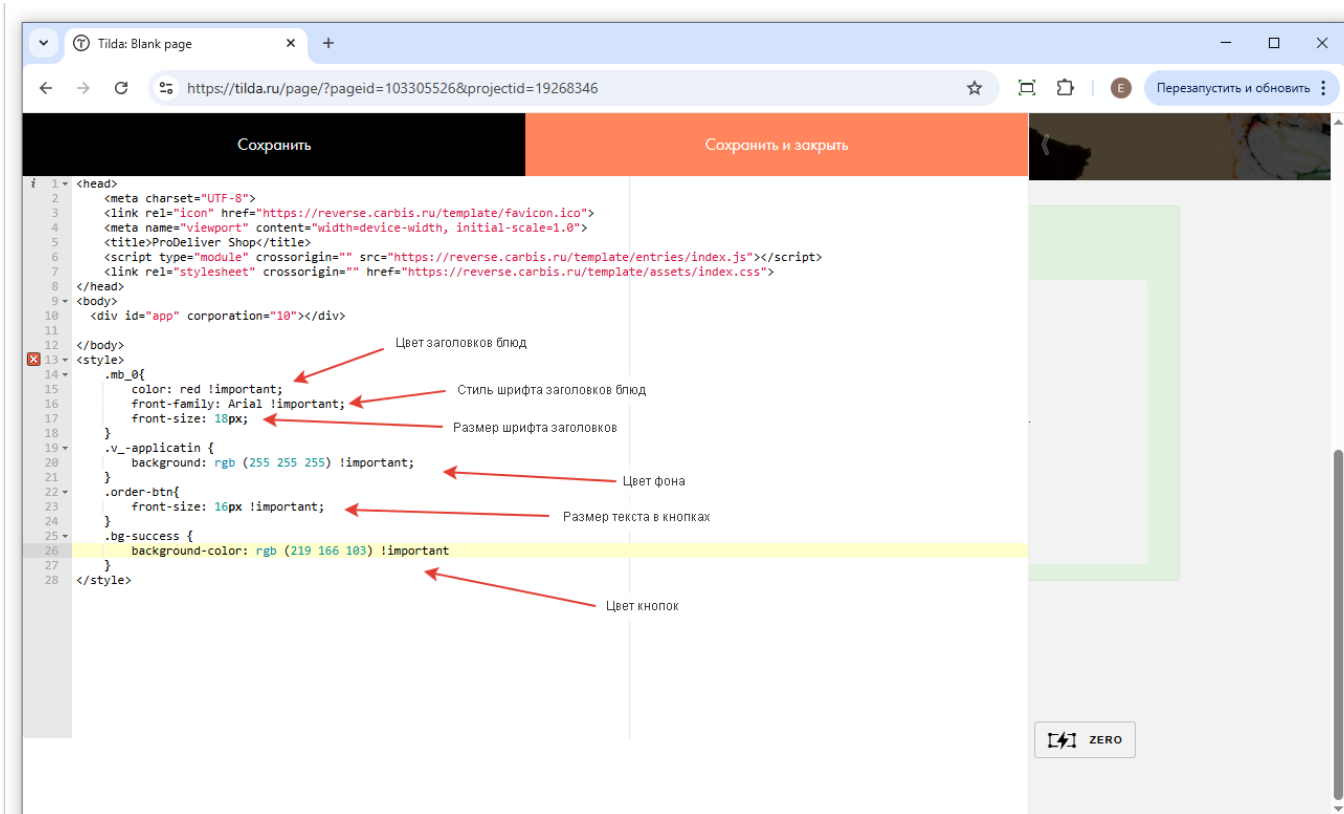 Tilda: Blank page
https://tilda.ru/page/?pageid=103305526&projectid=19268346
E
Перезапустить и обновить
Сохранить
Сохранить и закрыть
i 1 <head>
2 <meta charset="UTF-8">
3 <link rel="icon" href="https://reverse.carbis.ru/template/favicon.ico">
4 <meta name="viewport" content="width=device-width, initial-scale=1.0">
5 <title>ProDeliver Shop</title>
6 <script type="module" crossorigin="" src="https://reverse.carbis.ru/template/entries/index.js"></script>
7 <link rel="stylesheet" crossorigin="" href="https://reverse.carbis.ru/template/assets/index.css">
8 </head>
9 <body>
10 <div id="app" corporation="10"></div>
11
12 </body>
Цвет заголовков блюд
13 <style>
14 .mb_0{
15 color: red !important;
Стиль шрифта заголовков блюд
16 front-family: Arial !important;
17 front-size: 18px;
Размер шрифта заголовков
18 }
19 .v_-applicatin {
20 background: rgb (255 255 255) !important;
21 }
Цвет фона
22 .order-btn{
23 front-size: 16px !important;
Размер текста в кнопках
24 }
25 .bg-success {
26 background-color: rgb (219 166 103) !important
27 }
28 </style>
Цвет кнопок
ZERO